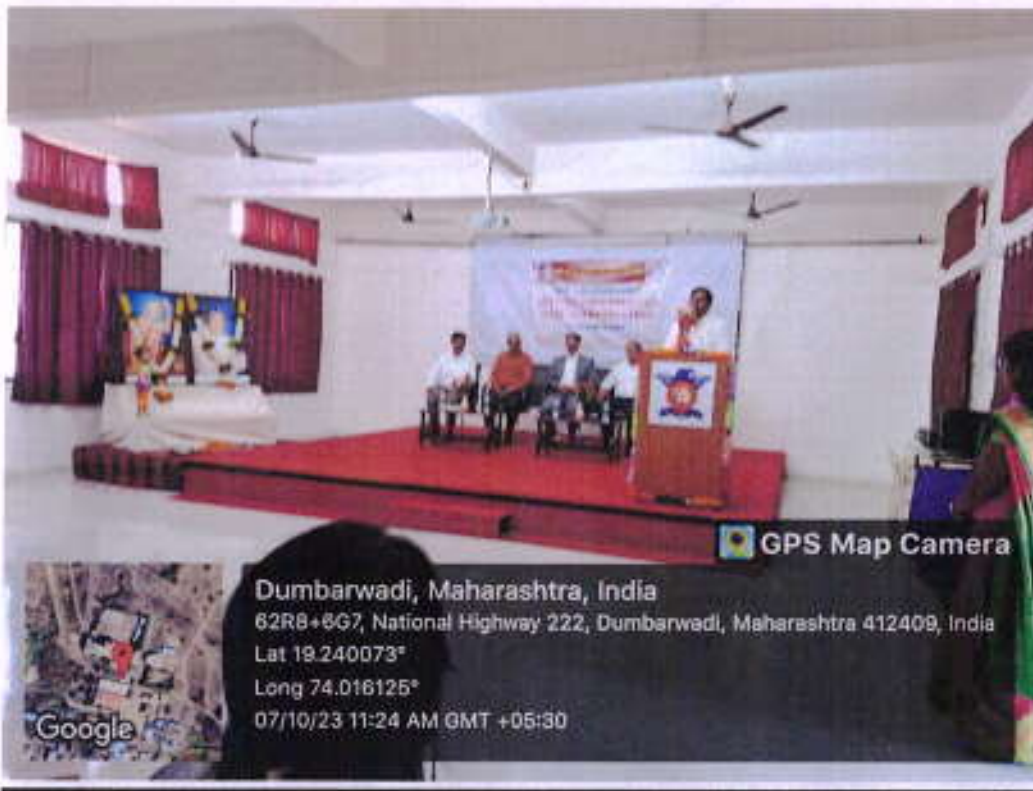 GPS Map Camera
Dumbarwadi, Maharashtra, India
62R8+6G7, National Highway 222, Dumbarwadi, Maharashtra 412409, India
Lat 19.240073°
Long 74.016125°
07/10/23 11:24 AM GMT +05:30
Google